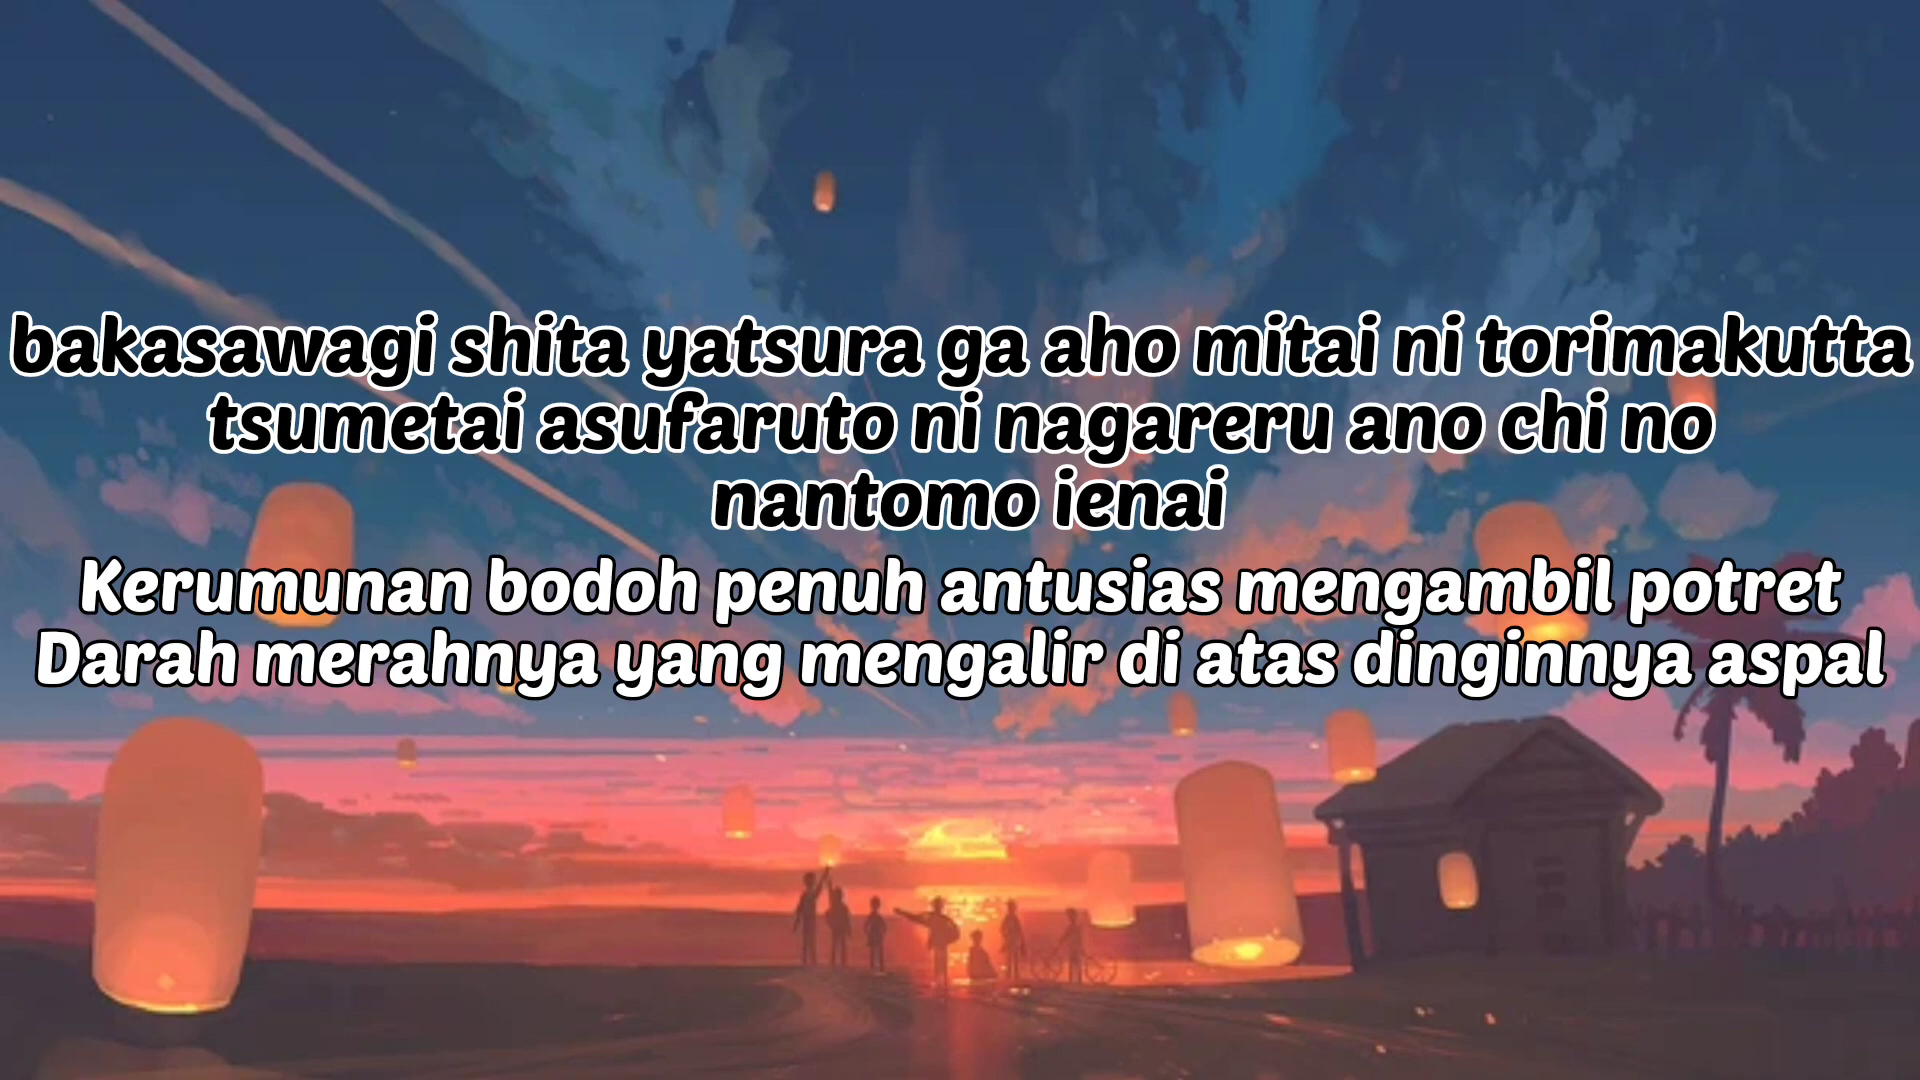 bakasawagi shita yatsura ga aho mitai ni torimakutta
tsumetai asufaruto ni nagareru ano chi no
nantomo ienai
Kerumunan bodoh penuh antusias mengambil potret
Darah merahnya yang mengalir di atas dinginnya aspal